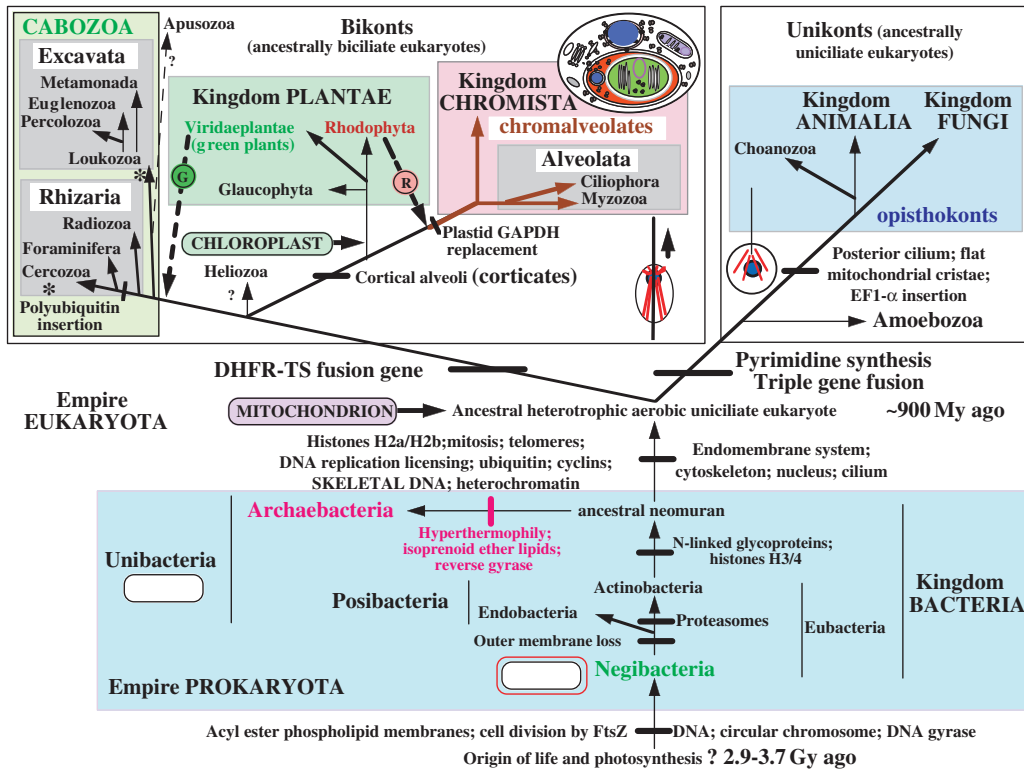 CABOZOA
Excavata
Metamonada
Euglenozoa
Percolozoa
Loukozoa
*
Rhizaria
Radiozoa
Foraminifera
Cercozoa
*
Polyubiquitin
insertion
Apusozoa
?
Bikonts
(ancestrally biciliate eukaryotes)
Kingdom PLANTAE
Viridaeplantae
(green plants)
Rhodophyta
G
R
Glaucophyta
CHLOROPLAST
Heliozoa
?
Kingdom
CHROMISTA
chromalveolates
Alveolata
Ciliophora
Myzozoa
Plastid GAPDH
replacement
Cortical alveoli (corticates)
Unikonts (ancestrally
uniciliate eukaryotes)
Kingdom
ANIMALIA
Kingdom
FUNGI
Choanozoa
opisthokonts
Posterior cilium; flat
mitochondrial cristae;
EF1-α insertion
Amoebozoa
DHFR-TS fusion gene
Pyrimidine synthesis
Triple gene fusion
Empire
EUKARYOTA
MITOCHONDRION
Ancestral heterotrophic aerobic uniciliate eukaryote
~900 My ago
Histones H2a/H2b;mitosis; telomeres;
DNA replication licensing; ubiquitin; cyclins;
SKELETAL DNA; heterochromatin
Endomembrane system;
cytoskeleton; nucleus; cilium
Archaebacteria
ancestral neomuran
Hyperthermophily;
isoprenoid ether lipids;
reverse gyrase
N-linked glycoproteins;
histones H3/4
Unibacteria
Posibacteria
Actinobacteria
Endobacteria
Proteasomes
Outer membrane loss
Eubacteria
Kingdom
BACTERIA
Negibacteria
Empire PROKARYOTA
Acyl ester phospholipid membranes; cell division by FtsZ
DNA; circular chromosome; DNA gyrase
Origin of life and photosynthesis ? 2.9-3.7 Gy ago